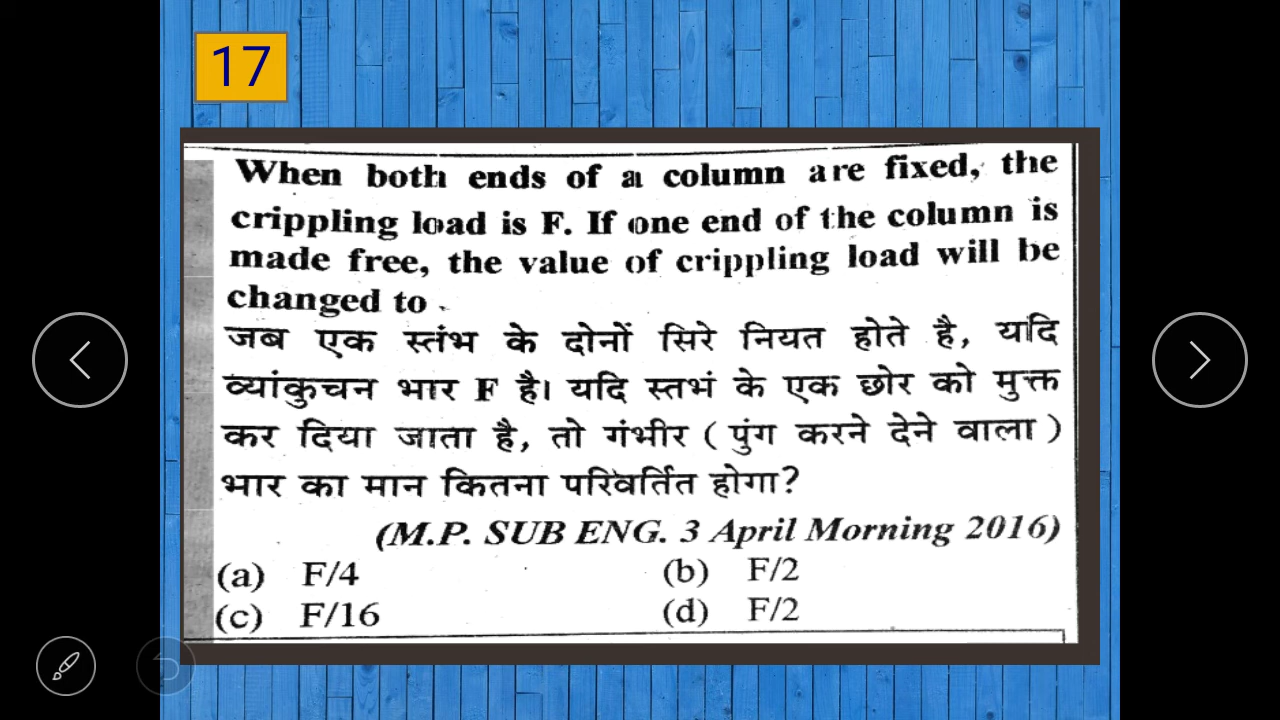 17
When both ends of a column are fixed, the
crippling load is F. If one end of the column is
made free, the value of crippling load will be
changed to -
जब एक स्तंभ के दोनों सिरे नियत होते है, यदि
व्यांकुचन भार F है। यदि स्तभं के एक छोर को मुक्त
कर दिया जाता है, तो गंभीर ( पुंग करने देने वाला )
भार का मान कितना परिवर्तित होगा?
(M.P. SUB ENG. 3 April Morning 2016)
(a) F/4 (b) F/2
(c) F/16 (d) F/2